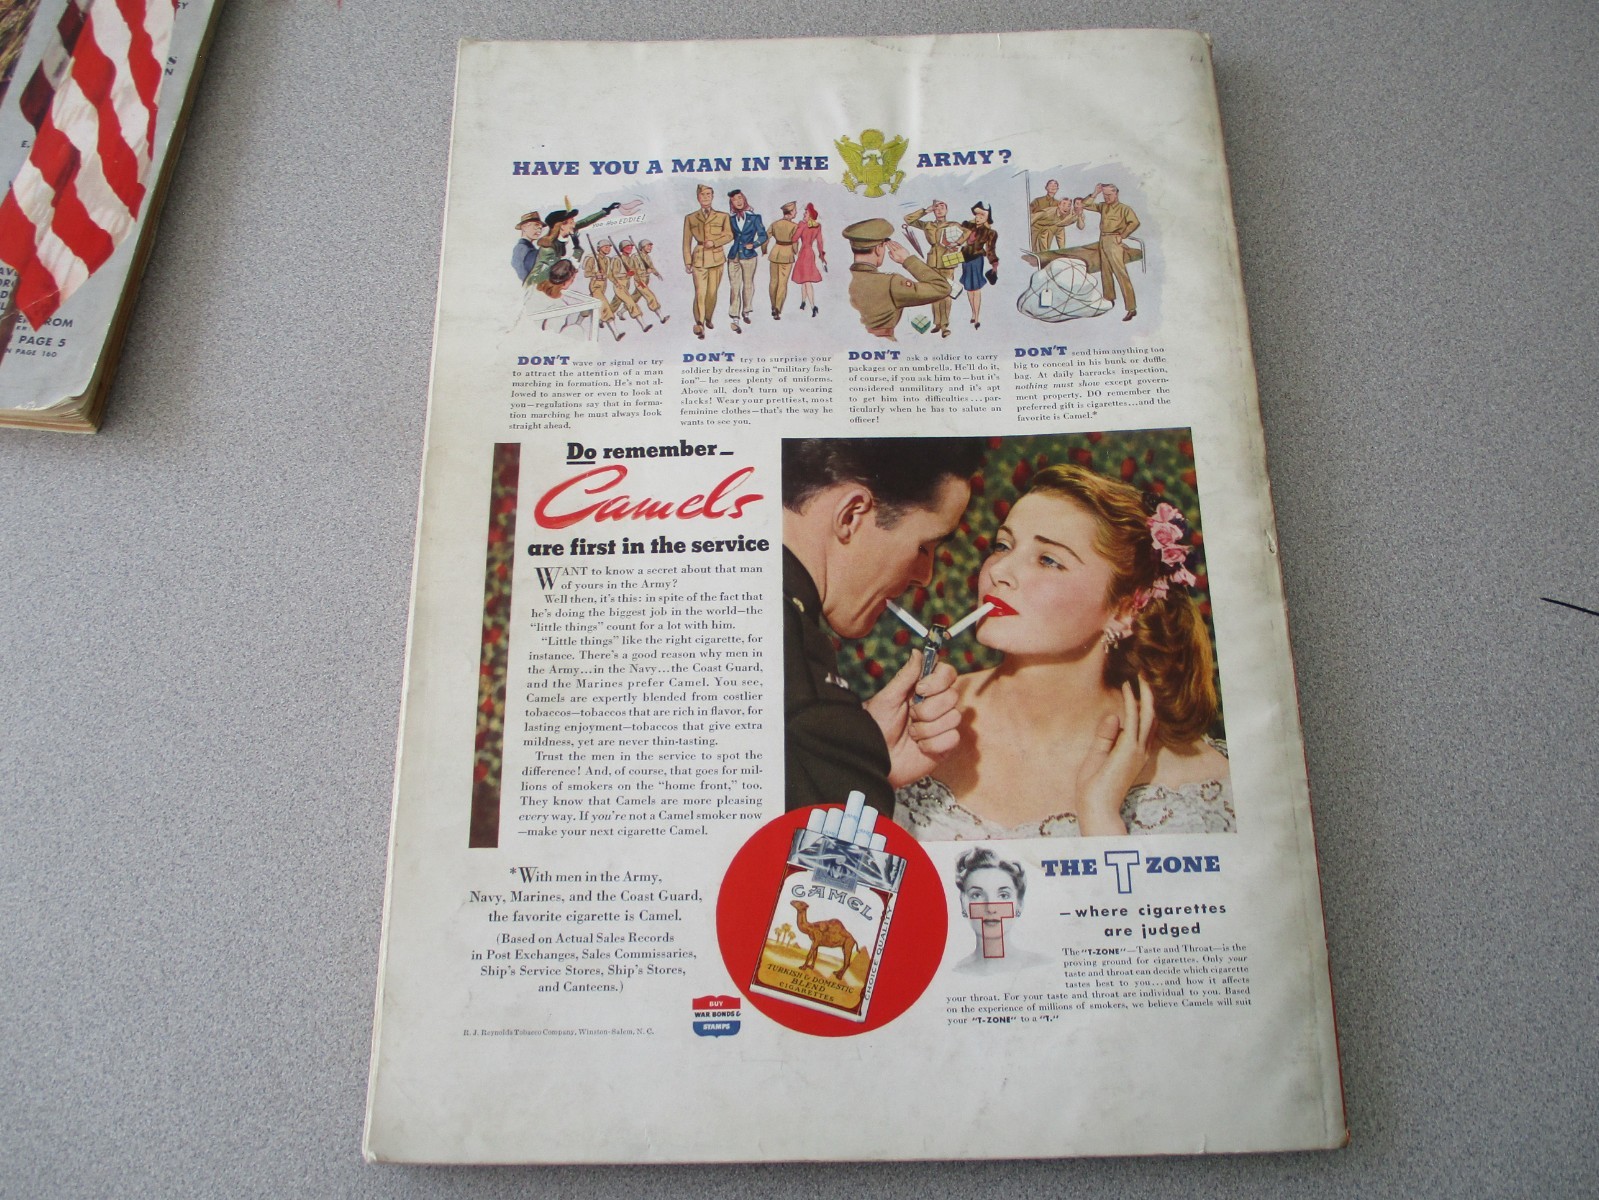 HAVE YOU A MAN IN THE ARMY?
Yoo-Hoo EDDIE!
DON'T wave or signal or try
to attract the attention of a man
marching in formation. He's not al-
lowed to answer or even to look at
you—regulations say that in forma-
tion marching he must always look
straight ahead.
DON'T try to surprise your
soldier by dressing in "military fash-
ion"—he sees plenty of uniforms.
Above all, don't turn up wearing
slacks! Wear your prettiest, most
feminine clothes—that's the way he
wants to see you.
DON'T ask a soldier to carry
packages or an umbrella. He'll do it,
of course, if you ask him to—but it's
considered unmilitary and it's apt
to get him into difficulties...par-
ticularly when he has to salute an
officer!
DON'T send him anything too
big to conceal in his bunk or duffle
bag. At daily barracks inspection,
nothing must show except govern-
ment property. DO remember the
preferred gift is cigarettes...and the
favorite is Camel.*
Do remember—
Camels
are first in the service
WANT to know a secret about that man
of yours in the Army?
Well then, it's this: in spite of the fact that
he's doing the biggest job in the world—the
"little things" count for a lot with him.
"Little things" like the right cigarette, for
instance. There's a good reason why men in
the Army...in the Navy...the Coast Guard,
and the Marines prefer Camel. You see,
Camels are expertly blended from costlier
tobaccos—tobaccos that are rich in flavor, for
lasting enjoyment—tobaccos that give extra
mildness, yet are never thin-tasting.
Trust the men in the service to spot the
difference! And, of course, that goes for mil-
lions of smokers on the "home front," too.
They know that Camels are more pleasing
every way. If you're not a Camel smoker now
—make your next cigarette Camel.
*With men in the Army,
Navy, Marines, and the Coast Guard,
the favorite cigarette is Camel.
(Based on Actual Sales Records
in Post Exchanges, Sales Commissaries,
Ship's Service Stores, Ship's Stores,
and Canteens.)
R. J. Reynolds Tobacco Company, Winston-Salem, N. C.
BUY
WAR BONDS &
STAMPS
CAMEL
TURKISH & DOMESTIC
BLEND
CIGARETTES
CHOICE QUALITY
T
THE T ZONE
—where cigarettes
are judged
The "T-ZONE"—Taste and Throat—is the
proving ground for cigarettes. Only your
taste and throat can decide which cigarette
tastes best to you...and how it affects
your throat. For your taste and throat are individual to you. Based
on the experience of millions of smokers, we believe Camels will suit
your "T-ZONE" to a "T."
PAGE 5
PAGE 160